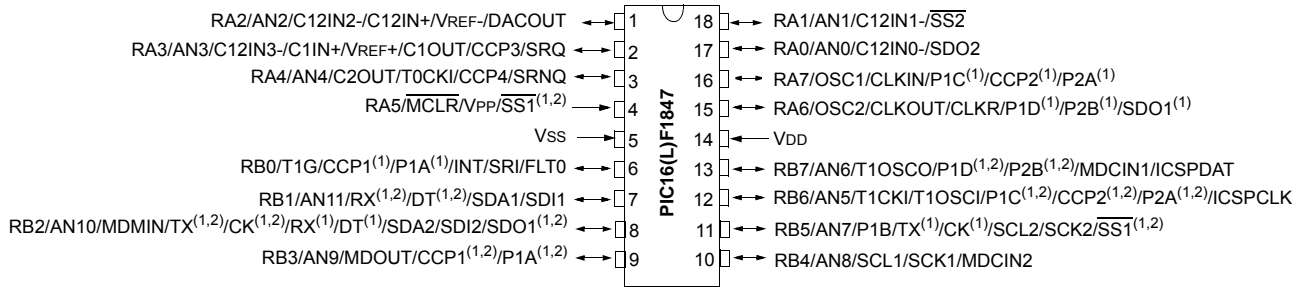 RA2/AN2/C12IN2-/C12IN+/VREF-/DACOUT 1
RA3/AN3/C12IN3-/C1IN+/VREF+/C1OUT/CCP3/SRQ 2
RA4/AN4/C2OUT/T0CKI/CCP4/SRNQ 3
RA5/MCLR/VPP/SS1(1,2) 4
VSS 5
RB0/T1G/CCP1(1)/P1A(1)/INT/SRI/FLT0 6
RB1/AN11/RX(1,2)/DT(1,2)/SDA1/SDI1 7
RB2/AN10/MDMIN/TX(1,2)/CK(1,2)/RX(1)/DT(1)/SDA2/SDI2/SDO1(1,2) 8
RB3/AN9/MDOUT/CCP1(1,2)/P1A(1,2) 9
PIC16(L)F1847
18 RA1/AN1/C12IN1-/SS2
17 RA0/AN0/C12IN0-/SDO2
16 RA7/OSC1/CLKIN/P1C(1)/CCP2(1)/P2A(1)
15 RA6/OSC2/CLKOUT/CLKR/P1D(1)/P2B(1)/SDO1(1)
14 VDD
13 RB7/AN6/T1OSCO/P1D(1,2)/P2B(1,2)/MDCIN1/ICSPDAT
12 RB6/AN5/T1CKI/T1OSCI/P1C(1,2)/CCP2(1,2)/P2A(1,2)/ICSPCLK
11 RB5/AN7/P1B/TX(1)/CK(1)/SCL2/SCK2/SS1(1,2)
10 RB4/AN8/SCL1/SCK1/MDCIN2